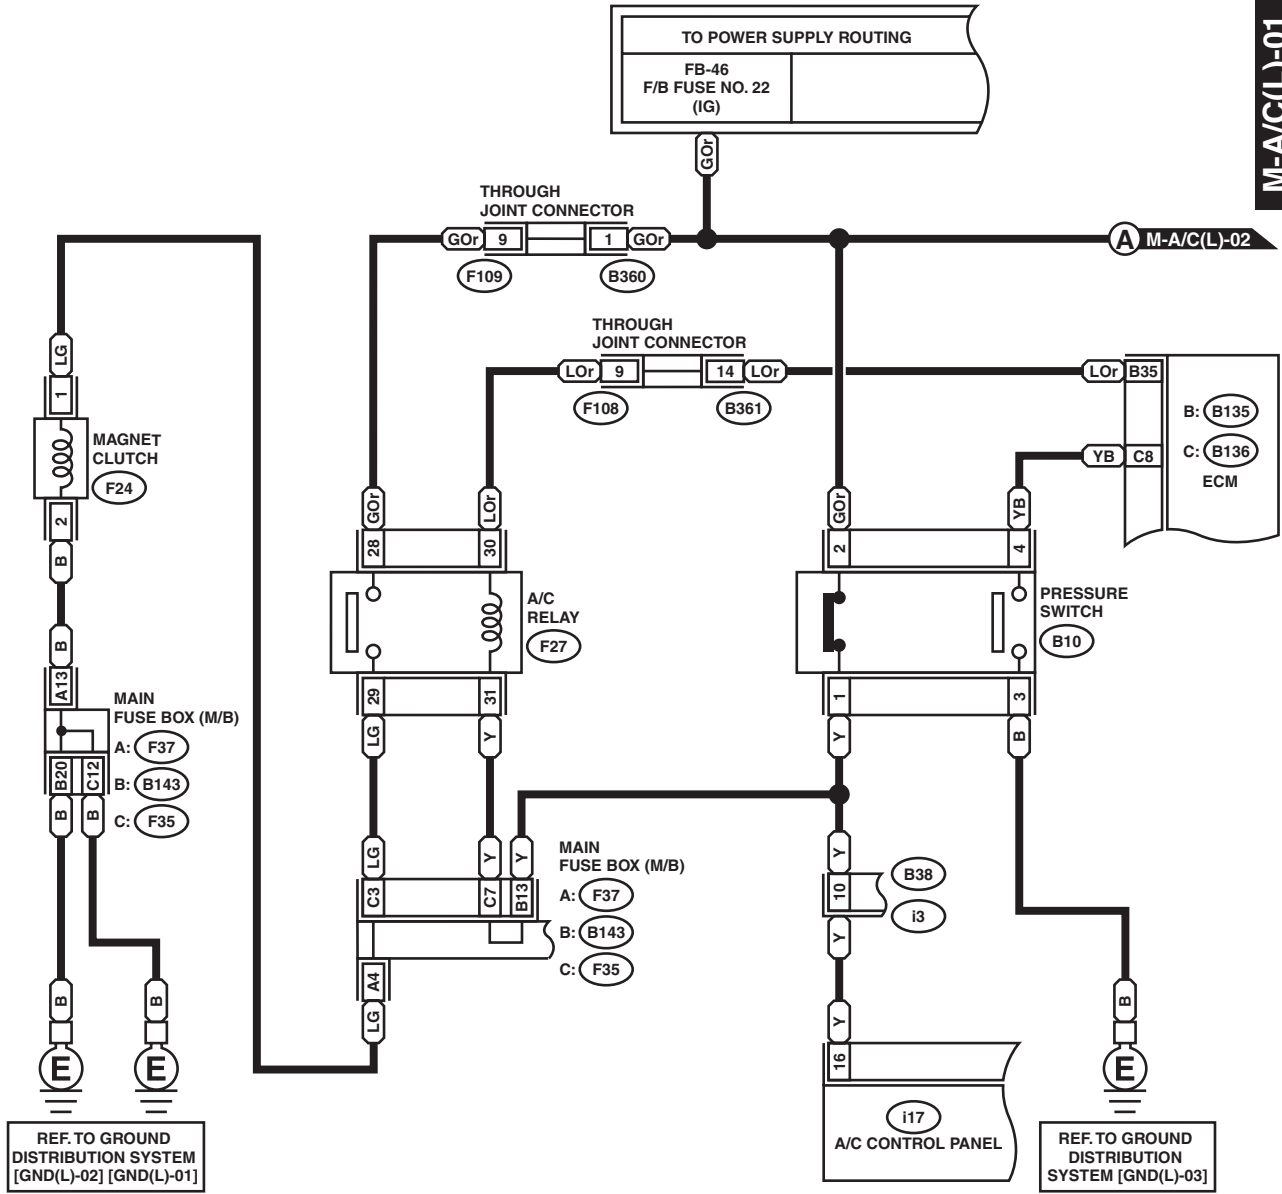 M-A/C(L)-01
TO POWER SUPPLY ROUTING
FB-46
F/B FUSE NO. 22
(IG)
GOr
THROUGH
JOINT CONNECTOR
GOr 9 1 GOr
F109 B360
A M-A/C(L)-02
THROUGH
JOINT CONNECTOR
LOr 9 14 LOr
F108 B361
LOr B35
YB C8
B: B135
C: B136
ECM
LG
1
MAGNET
CLUTCH
F24
2
B
B
A13
MAIN
FUSE BOX (M/B)
A: F37
B: B143
C: F35
B20 C12
B B
B B
E E
REF. TO GROUND
DISTRIBUTION SYSTEM
[GND(L)-02] [GND(L)-01]
GOr LOr
28 30
A/C
RELAY
F27
29 31
LG Y
LG Y Y
C3 C7 B13
MAIN
FUSE BOX (M/B)
A: F37
B: B143
C: F35
A4
LG
GOr YB
2 4
PRESSURE
SWITCH
B10
1 3
Y B
Y
10
B38
i3
Y
Y
16
i17
A/C CONTROL PANEL
B
E
REF. TO GROUND
DISTRIBUTION
SYSTEM [GND(L)-03]